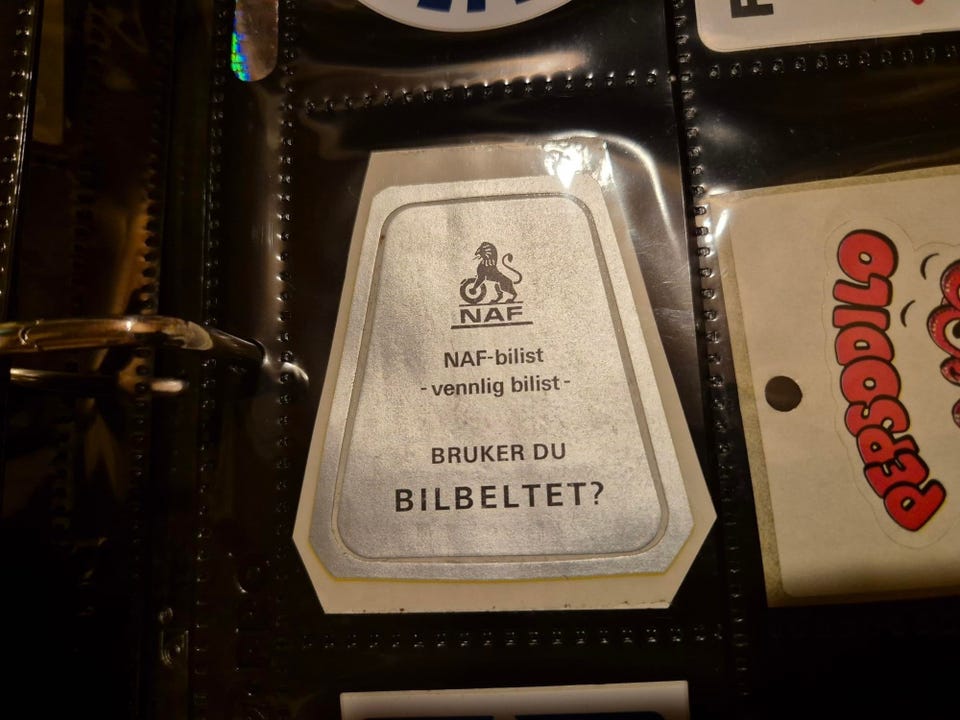 NAF
NAF-bilist
- vennlig bilist -
BRUKER DU
BILBELTET?
PEPSODILO